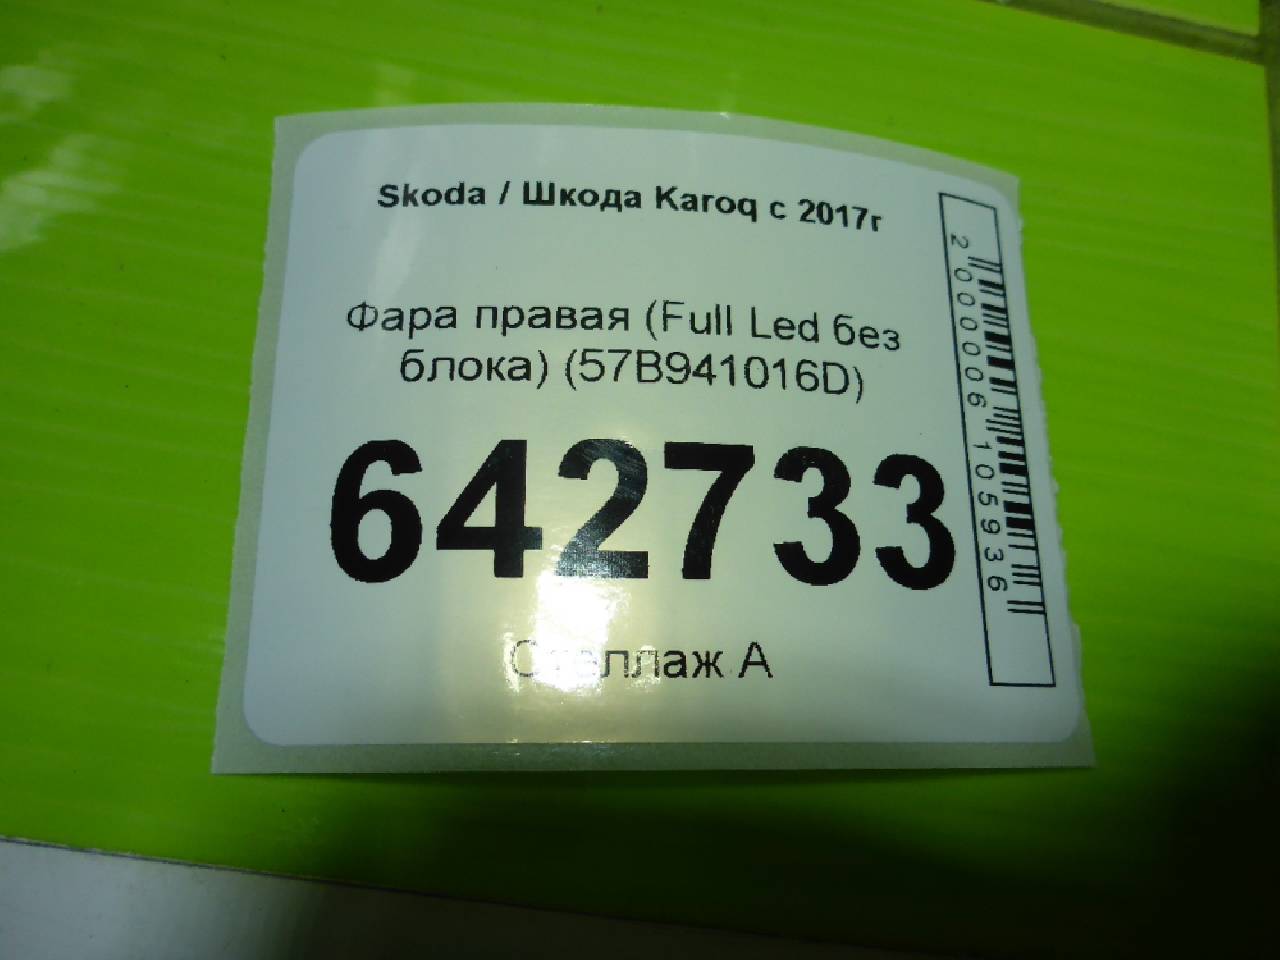 Skoda / Шкода Karoq с 2017г
Фара правая (Full Led без
блока) (57B941016D)
642733
Стеллаж А
2000006105936